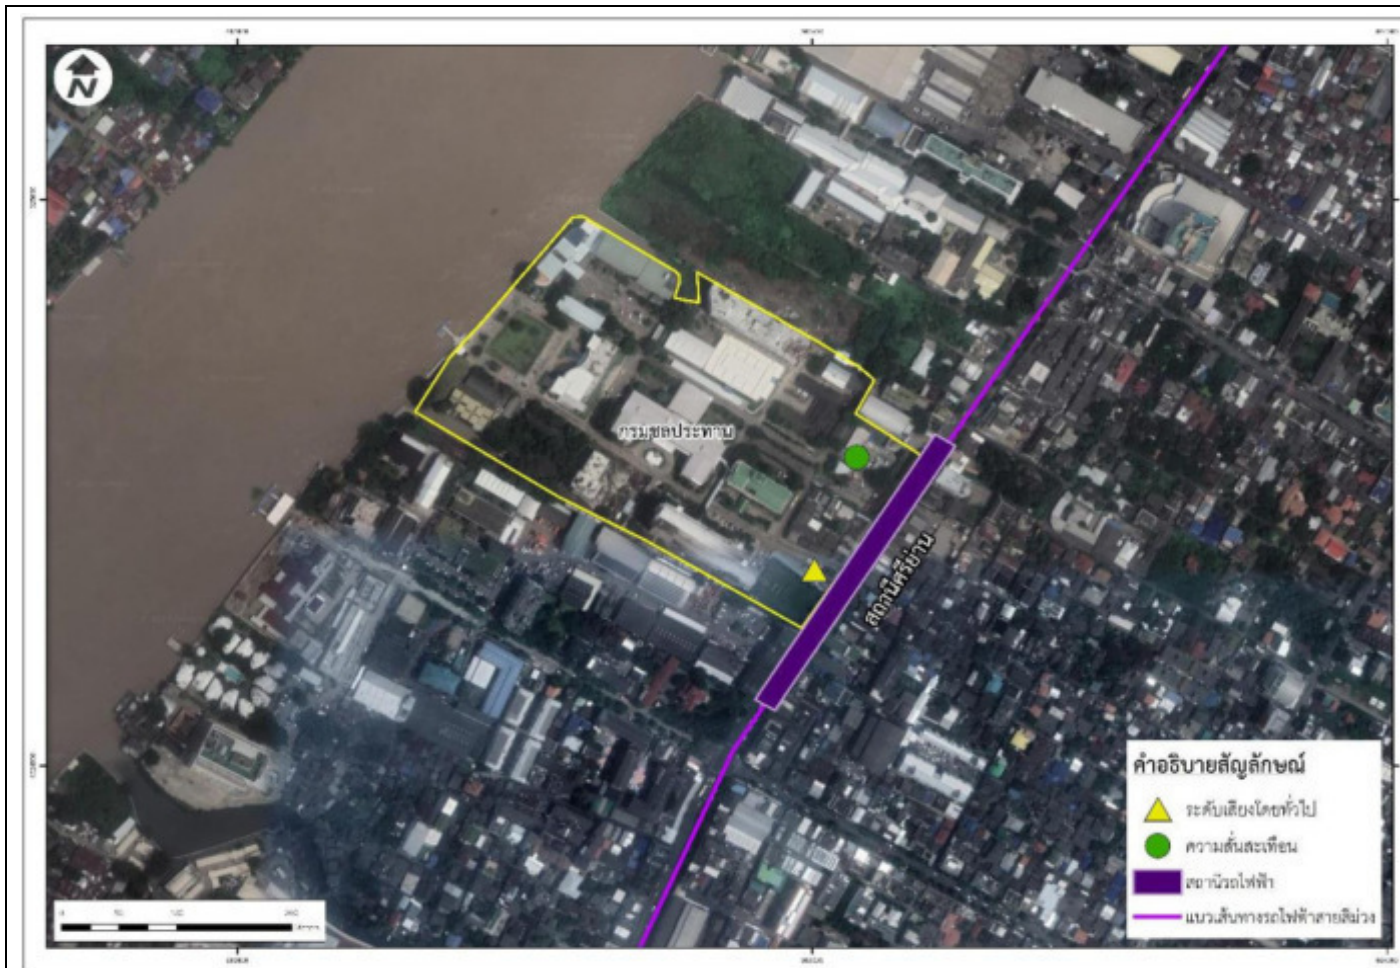 N
กรมชลประทาน
สถานีศรีย่าน
คำอธิบายสัญลักษณ์
ระดับเสียงโดยทั่วไป
ความสั่นสะเทือน
สถานีรถไฟฟ้า
แนวเส้นทางรถไฟฟ้าสายสีม่วง